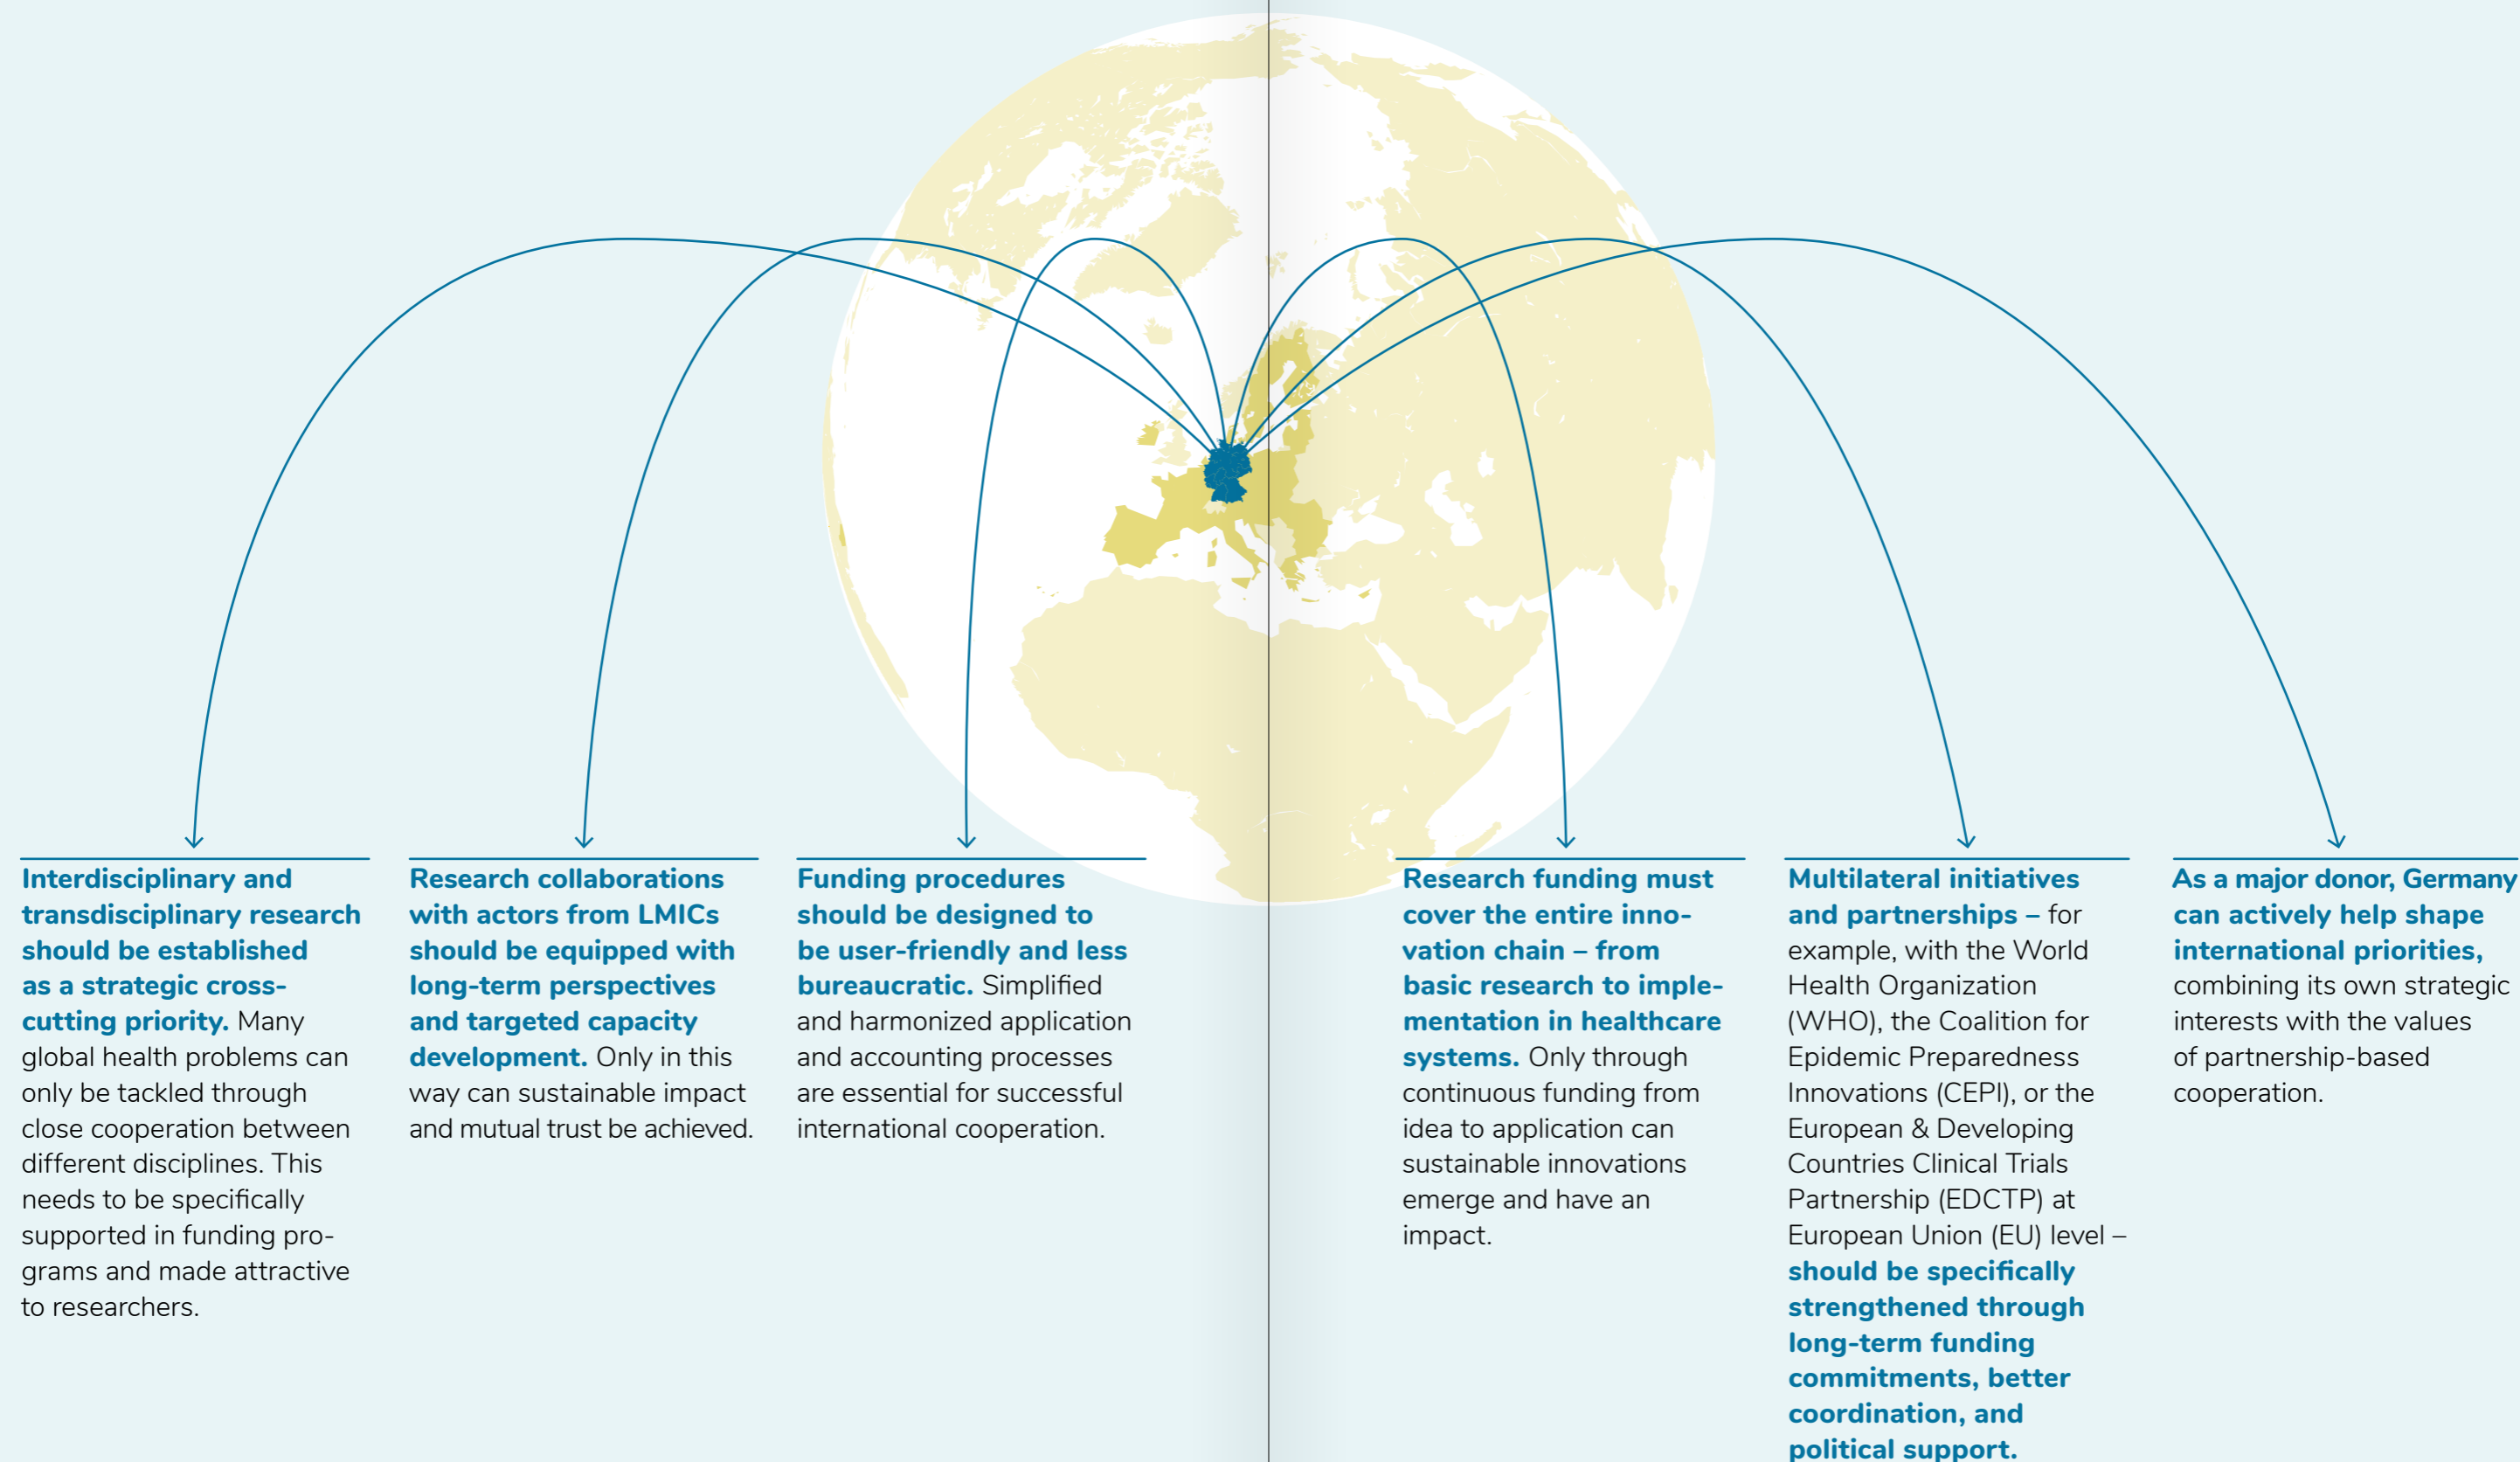 Interdisciplinary and
transdisciplinary research
should be established
as a strategic cross-
cutting priority. Many
global health problems can
only be tackled through
close cooperation between
different disciplines. This
needs to be specifically
supported in funding pro-
grams and made attractive
to researchers.
Research collaborations
with actors from LMICs
should be equipped with
long-term perspectives
and targeted capacity
development. Only in this
way can sustainable impact
and mutual trust be achieved.
Funding procedures
should be designed to
be user-friendly and less
bureaucratic. Simplified
and harmonized application
and accounting processes
are essential for successful
international cooperation.
Research funding must
cover the entire inno-
vation chain – from
basic research to imple-
mentation in healthcare
systems. Only through
continuous funding from
idea to application can
sustainable innovations
emerge and have an
impact.
Multilateral initiatives
and partnerships – for
example, with the World
Health Organization
(WHO), the Coalition for
Epidemic Preparedness
Innovations (CEPI), or the
European & Developing
Countries Clinical Trials
Partnership (EDCTP) at
European Union (EU) level –
should be specifically
strengthened through
long-term funding
commitments, better
coordination, and
political support.
As a major donor, Germany
can actively help shape
international priorities,
combining its own strategic
interests with the values
of partnership-based
cooperation.